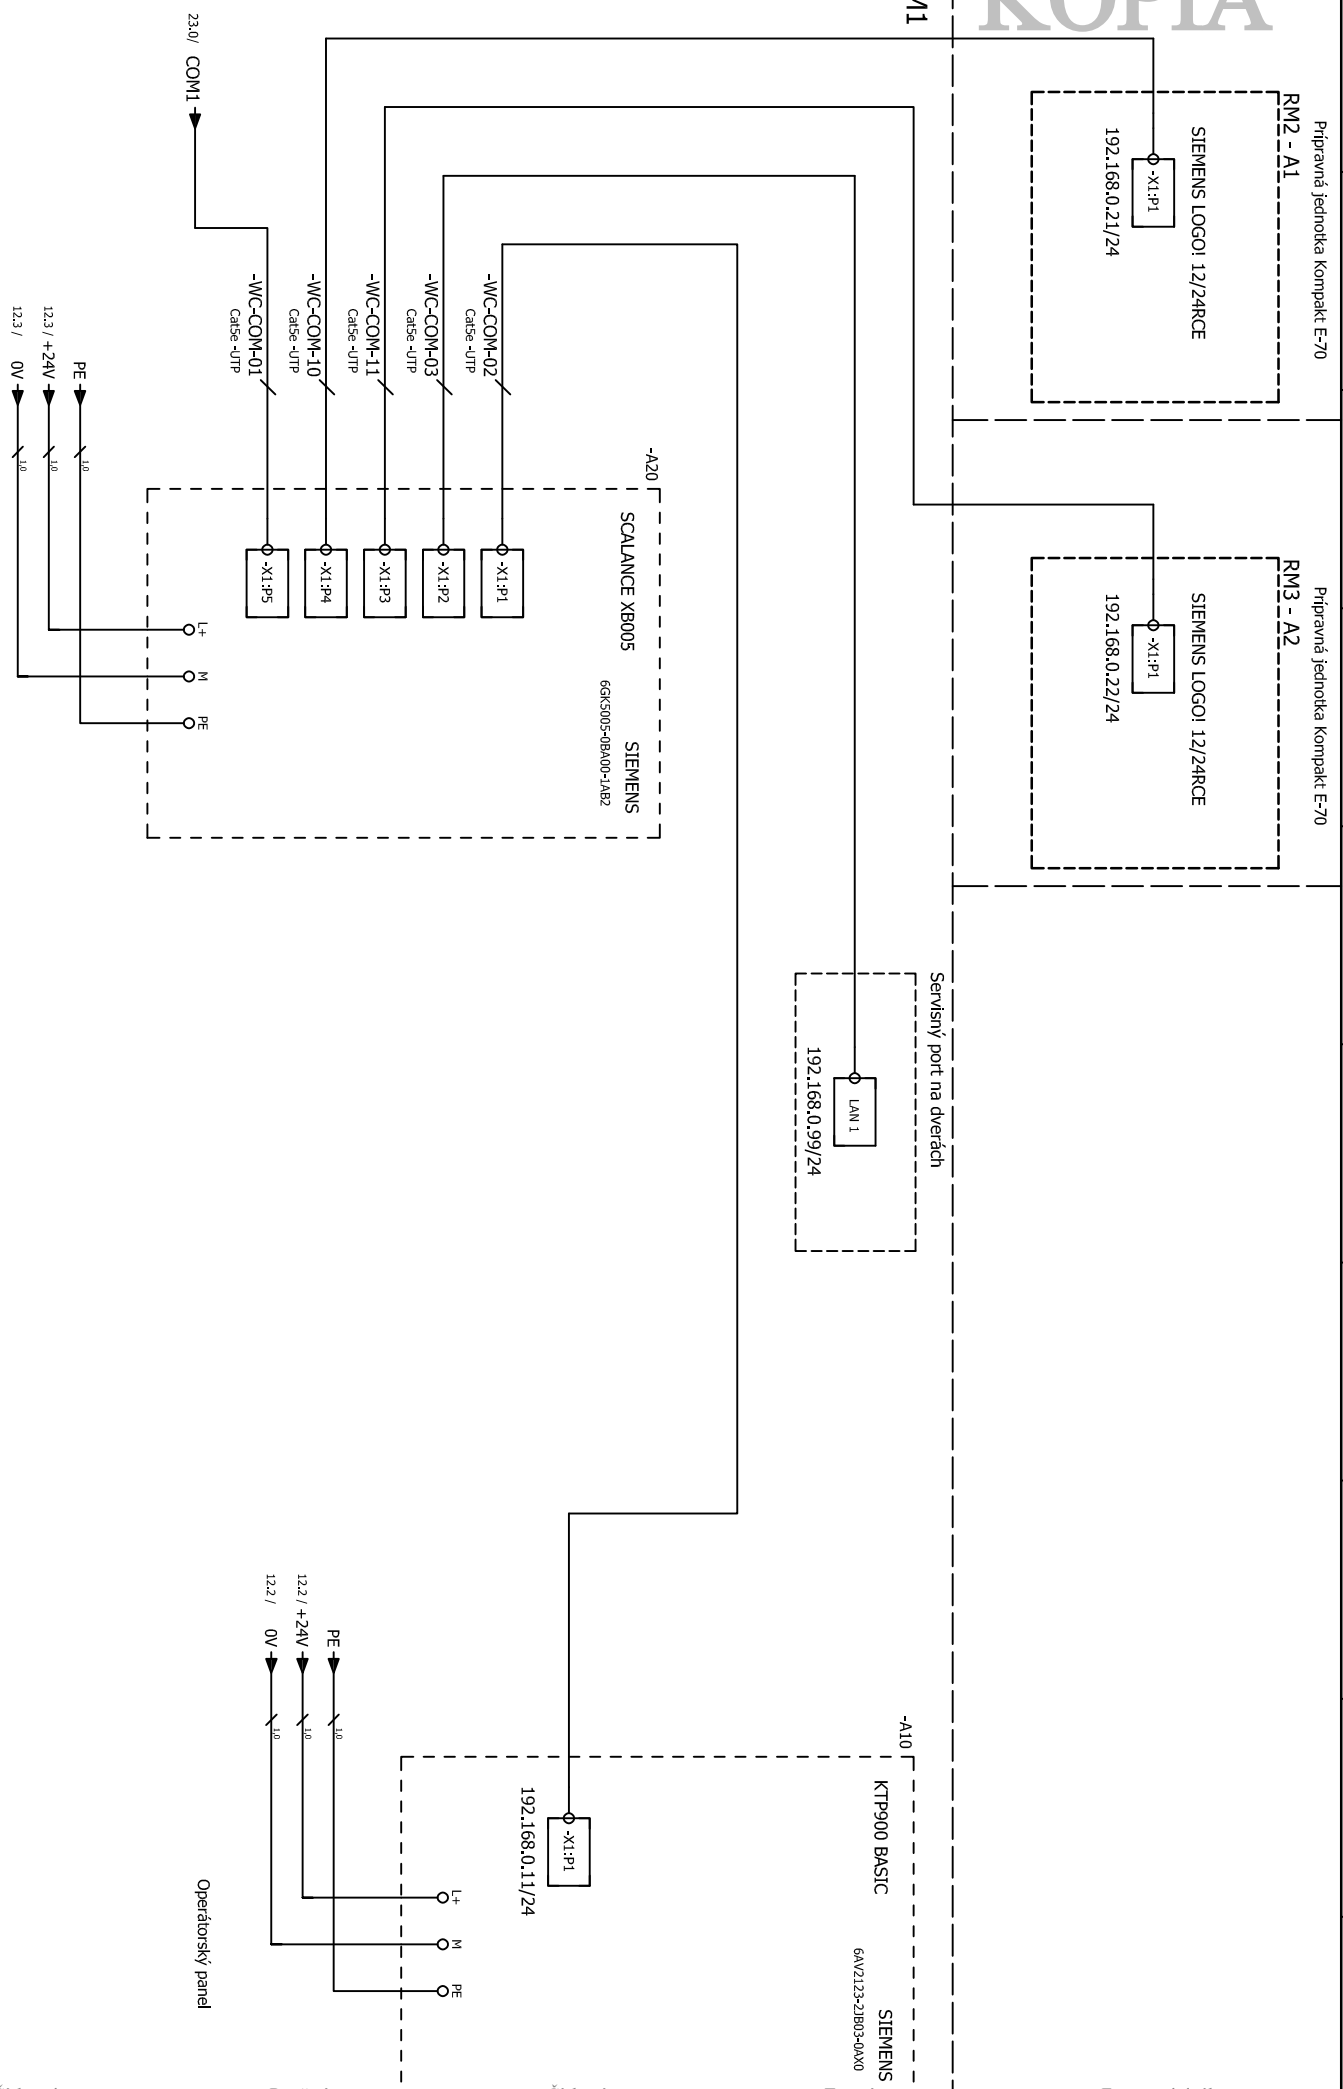 KOPIA
M1
Prípravná jednotka Kompakt E-70
RM2 - A1
SIEMENS LOGO! 12/24RCE
-X1:P1
192.168.0.21/24
Prípravná jednotka Kompakt E-70
RM3 - A2
SIEMENS LOGO! 12/24RCE
-X1:P1
192.168.0.22/24
Servisný port na dverách
LAN 1
192.168.0.99/24
23.0/ COM1
-WC-COM-02
Cat5e -UTP
-WC-COM-03
Cat5e -UTP
-WC-COM-11
Cat5e -UTP
-WC-COM-10
Cat5e -UTP
-WC-COM-01
Cat5e -UTP
-A20
SCALANCE XB005
SIEMENS
6GK5005-0BA00-1AB2
-X1:P1
-X1:P2
-X1:P3
-X1:P4
-X1:P5
L+
M
PE
PE
1,0
12.3 / +24V
1,0
12.3 / 0V
1,0
-A10
KTP900 BASIC
SIEMENS
6AV2123-2JB03-0AX0
-X1:P1
192.168.0.11/24
L+
M
PE
PE
1,0
12.2 / +24V
1,0
12.2 / 0V
1,0
Operátorský panel